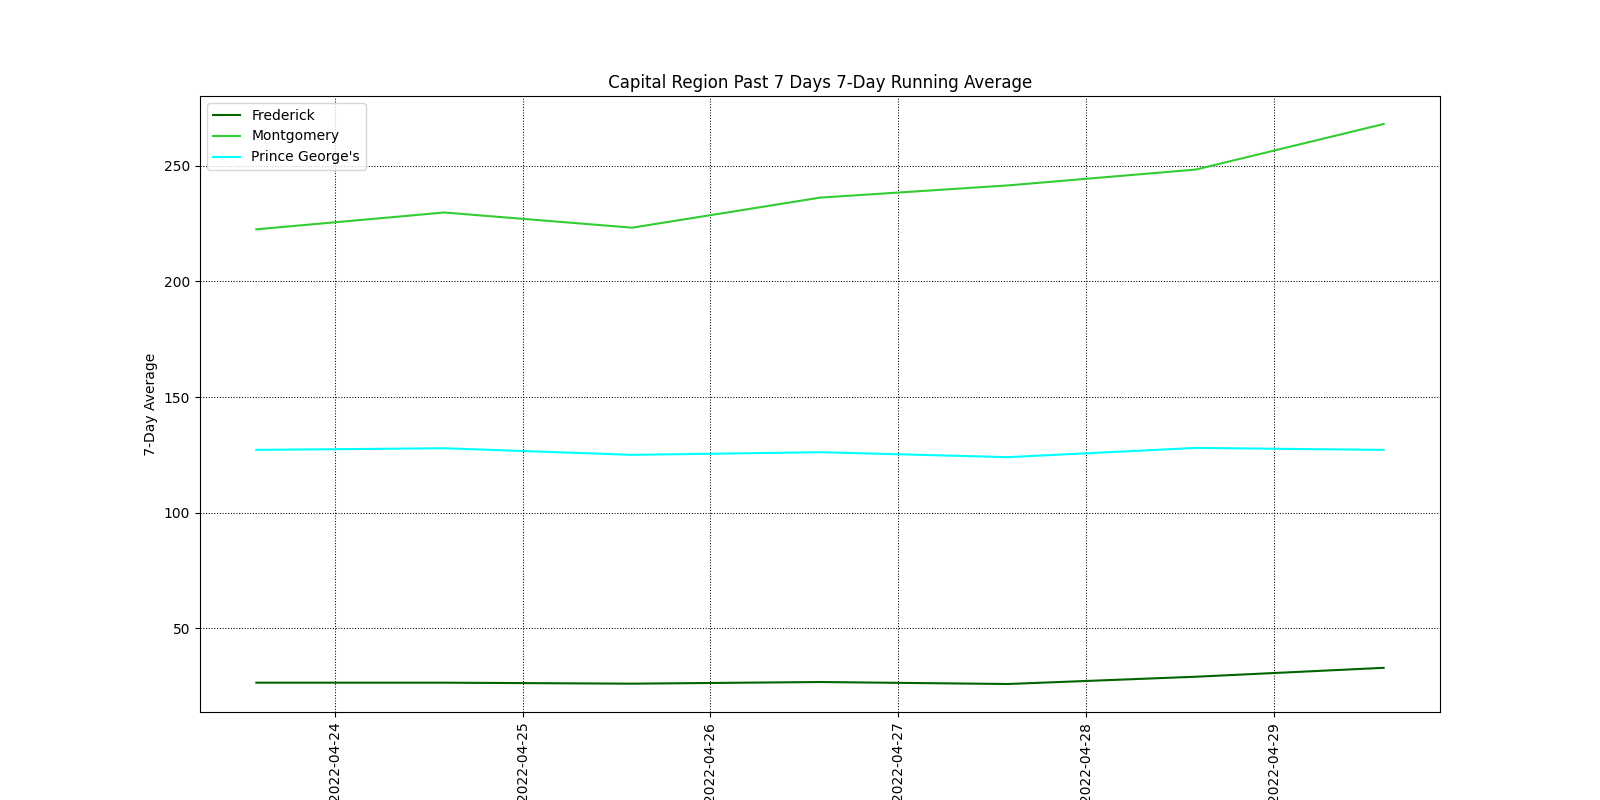 Capital Region Past 7 Days 7-Day Running Average
Frederick
Montgomery
Prince George's
250
200
150
100
50
7-Day Average
2022-04-24
2022-04-25
2022-04-26
2022-04-27
2022-04-28
2022-04-29